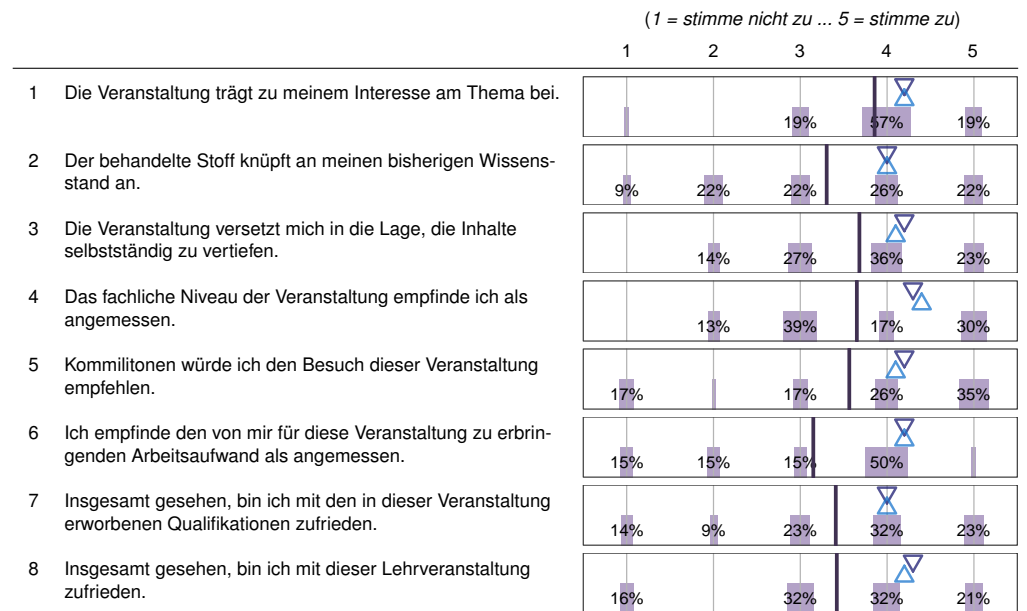 (1 = stimme nicht zu ... 5 = stimme zu)
1 2 3 4 5
1 Die Veranstaltung trägt zu meinem Interesse am Thema bei.
19% 57% 19%
2 Der behandelte Stoff knüpft an meinen bisherigen Wissens-
stand an.
9% 22% 22% 26% 22%
3 Die Veranstaltung versetzt mich in die Lage, die Inhalte
selbstständig zu vertiefen.
14% 27% 36% 23%
4 Das fachliche Niveau der Veranstaltung empfinde ich als
angemessen.
13% 39% 17% 30%
5 Kommilitonen würde ich den Besuch dieser Veranstaltung
empfehlen.
17% 17% 26% 35%
6 Ich empfinde den von mir für diese Veranstaltung zu erbrin-
genden Arbeitsaufwand als angemessen.
15% 15% 15% 50%
7 Insgesamt gesehen, bin ich mit den in dieser Veranstaltung
erworbenen Qualifikationen zufrieden.
14% 9% 23% 32% 23%
8 Insgesamt gesehen, bin ich mit dieser Lehrveranstaltung
zufrieden.
16% 32% 32% 21%